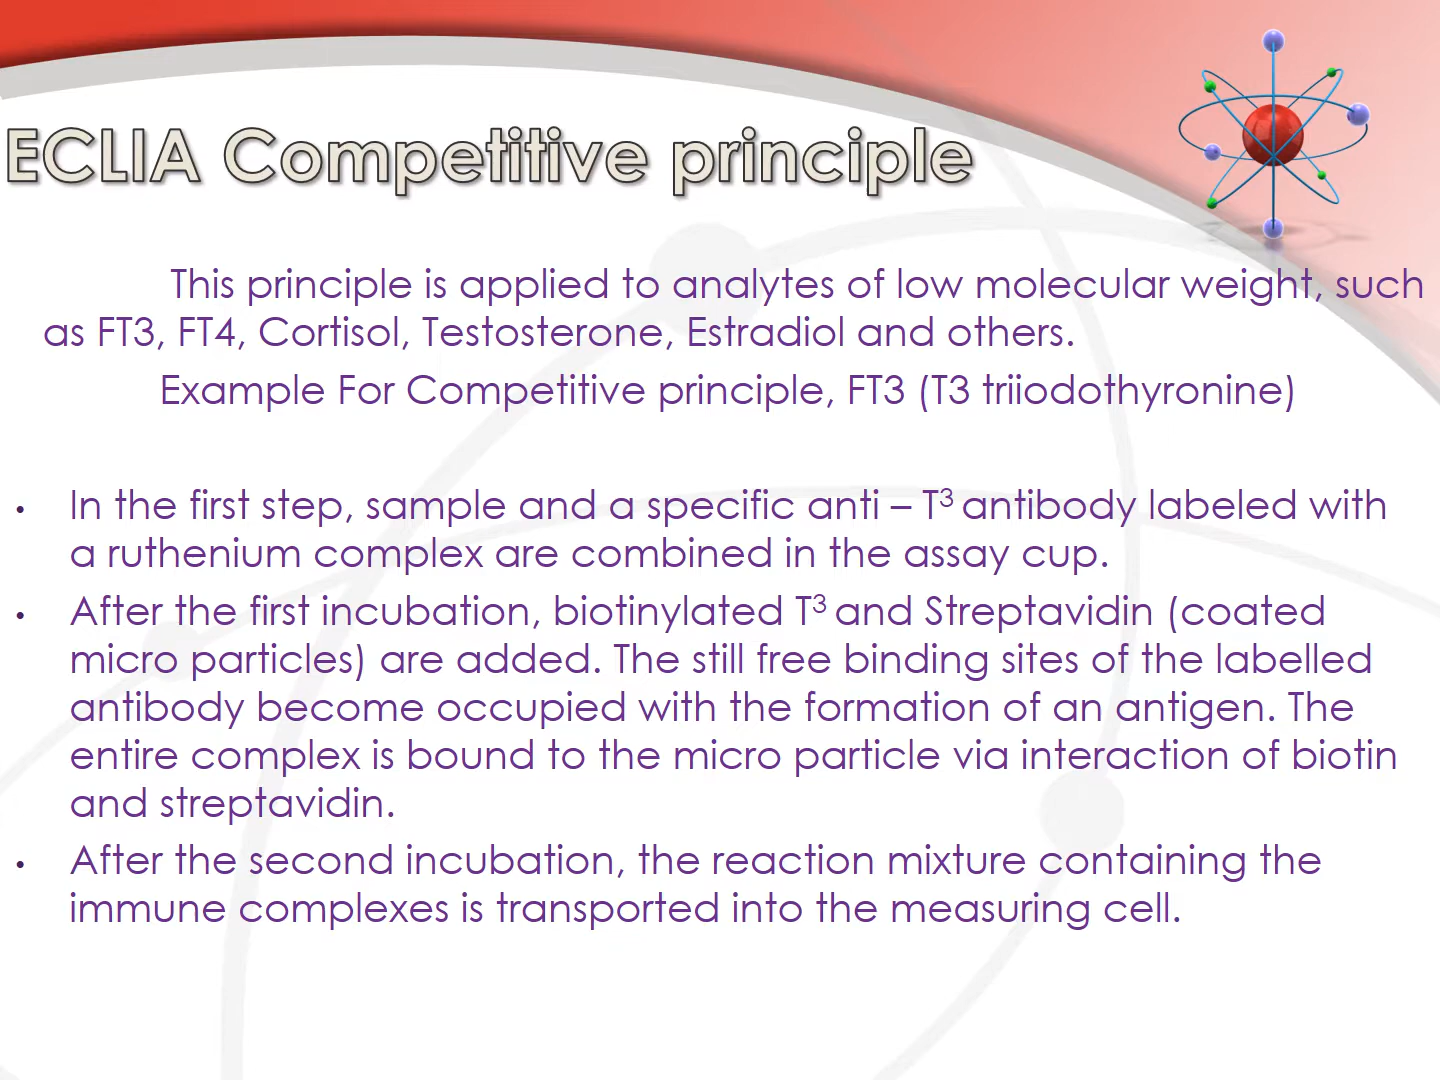 ECLIA Competitive principle
This principle is applied to analytes of low molecular weight, such
as FT3, FT4, Cortisol, Testosterone, Estradiol and others.
Example For Competitive principle, FT3 (T3 triiodothyronine)
• In the first step, sample and a specific anti – T³ antibody labeled with
a ruthenium complex are combined in the assay cup.
• After the first incubation, biotinylated T³ and Streptavidin (coated
micro particles) are added. The still free binding sites of the labelled
antibody become occupied with the formation of an antigen. The
entire complex is bound to the micro particle via interaction of biotin
and streptavidin.
• After the second incubation, the reaction mixture containing the
immune complexes is transported into the measuring cell.